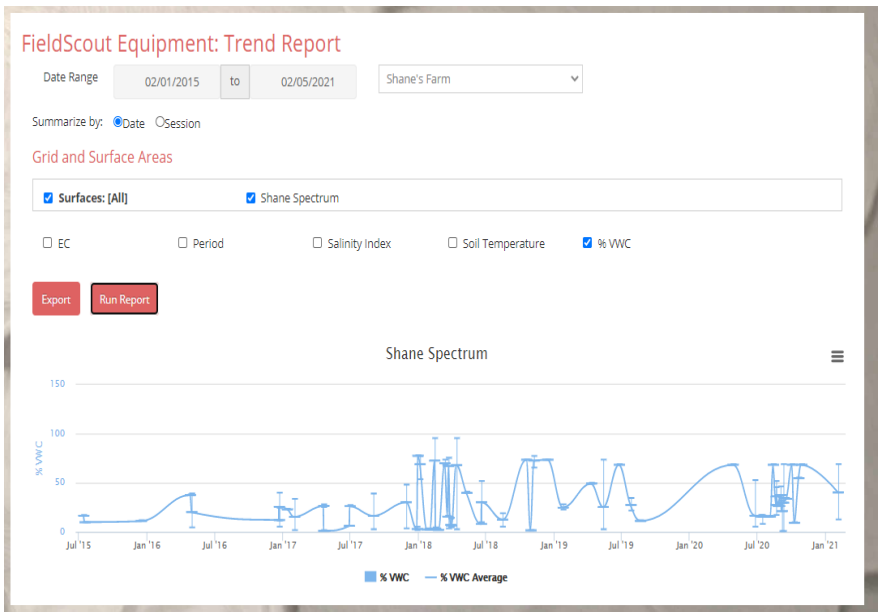 FieldScout Equipment: Trend Report
Date Range 02/01/2015 to 02/05/2021 Shane's Farm
Summarize by: Date Session
Grid and Surface Areas
Surfaces: [All] Shane Spectrum
EC Period Salinity Index Soil Temperature % VWC
Export Run Report
Shane Spectrum
150
100
% VWC
50
0
Jul '15 Jan '16 Jul '16 Jan '17 Jul '17 Jan '18 Jul '18 Jan '19 Jul '19 Jan '20 Jul '20 Jan '21
% VWC % VWC Average